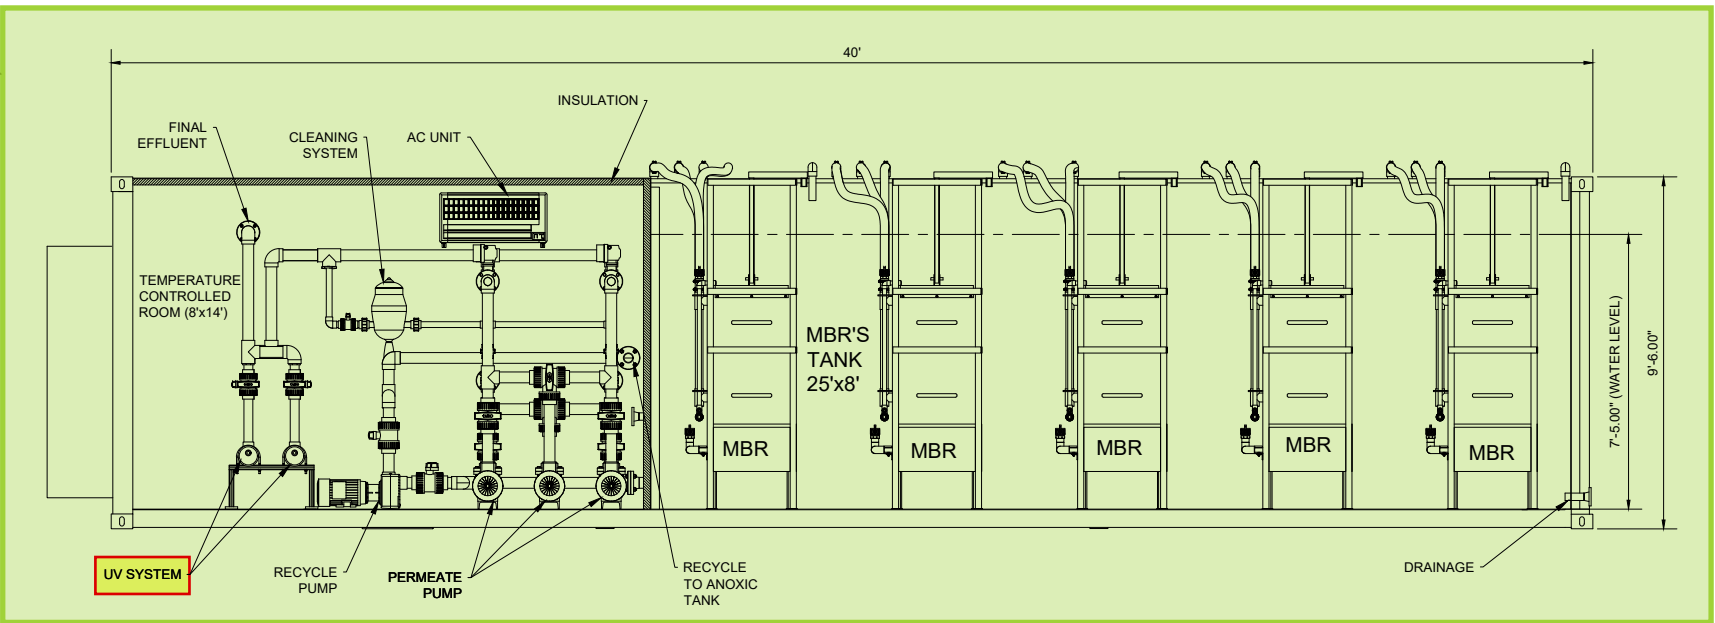 40'
INSULATION
FINAL
EFFLUENT
CLEANING
SYSTEM
AC UNIT
TEMPERATURE
CONTROLLED
ROOM (8'x14')
MBR'S
TANK
25'x8'
7'-5.00" (WATER LEVEL)
9'-6.00"
MBR
MBR
MBR
MBR
MBR
UV SYSTEM
RECYCLE
PUMP
PERMEATE
PUMP
RECYCLE
TO ANOXIC
TANK
DRAINAGE